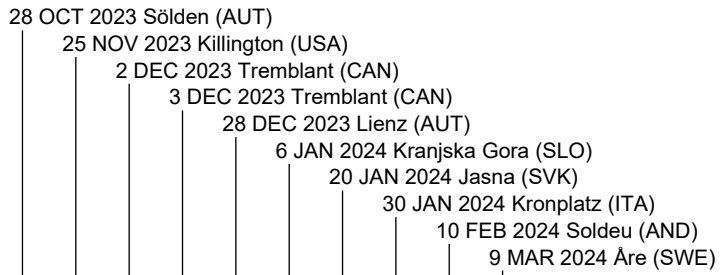 28 OCT 2023 Sölden (AUT)
25 NOV 2023 Killington (USA)
2 DEC 2023 Tremblant (CAN)
3 DEC 2023 Tremblant (CAN)
28 DEC 2023 Lienz (AUT)
6 JAN 2024 Kranjska Gora (SLO)
20 JAN 2024 Jasna (SVK)
30 JAN 2024 Kronplatz (ITA)
10 FEB 2024 Soldeu (AND)
9 MAR 2024 Åre (SWE)